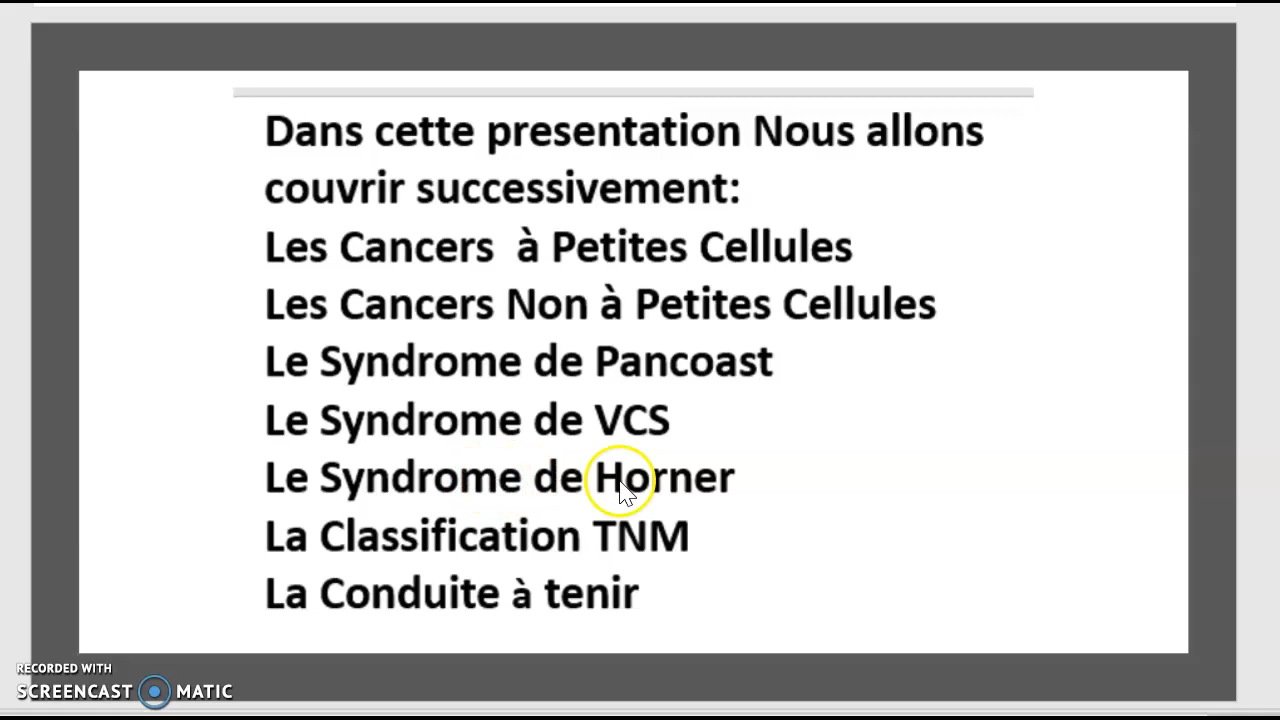 Dans cette presentation Nous allons
couvrir successivement:
Les Cancers à Petites Cellules
Les Cancers Non à Petites Cellules
Le Syndrome de Pancoast
Le Syndrome de VCS
Le Syndrome de Horner
La Classification TNM
La Conduite à tenir
RECORDED WITH
SCREENCAST MATIC